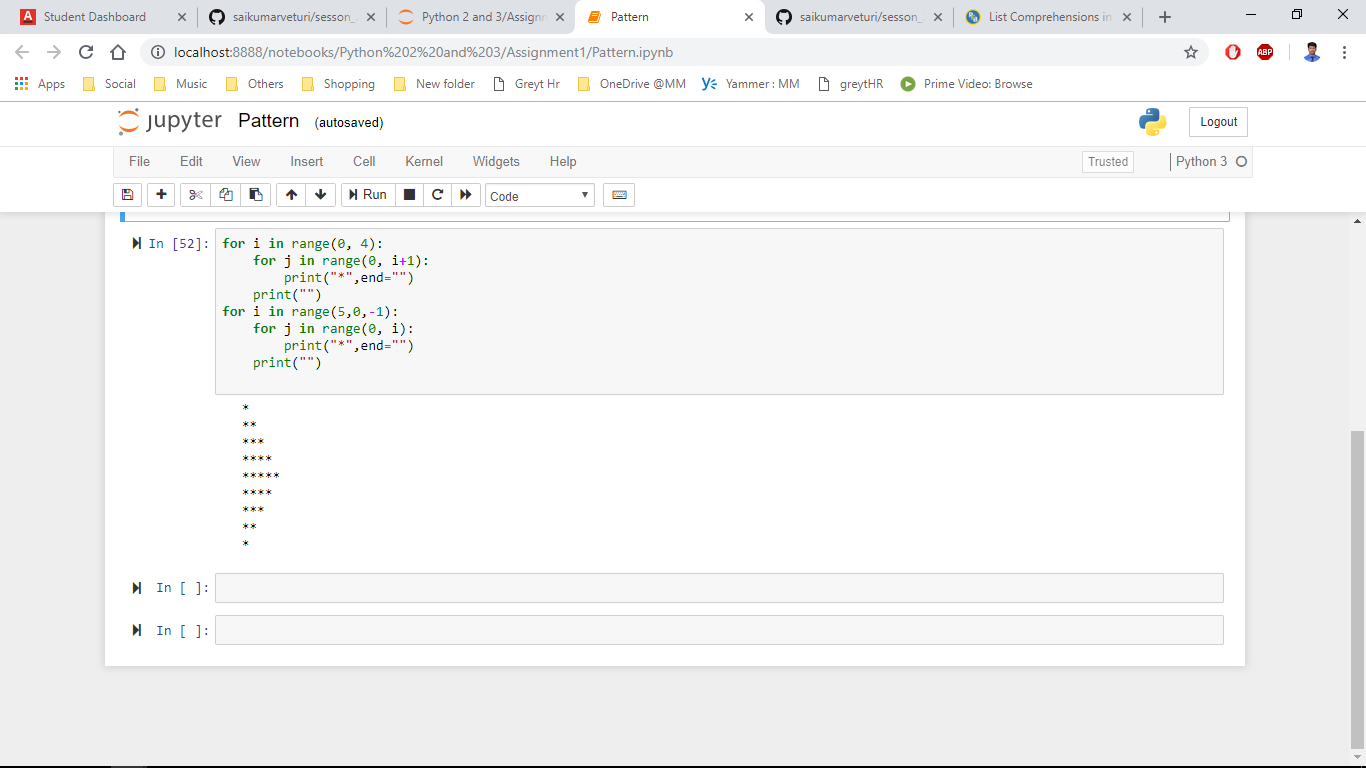 Student Dashboard
saikumarveturi/sesson_
Python 2 and 3/Assignn
Pattern
saikumarveturi/sesson_
List Comprehensions in
localhost:8888/notebooks/Python%202%20and%203/Assignment1/Pattern.ipynb
ABP
Apps Social Music Others Shopping New folder Greyt Hr OneDrive @MM Yammer : MM greytHR Prime Video: Browse
jupyter Pattern (autosaved) Logout
File Edit View Insert Cell Kernel Widgets Help Trusted Python 3
Run Code
In [52]: for i in range(0, 4):
    for j in range(0, i+1):
        print("*",end="")
    print("")
for i in range(5,0,-1):
    for j in range(0, i):
        print("*",end="")
    print("")
*
**
***
****
*****
****
***
**
*
In [ ]:
In [ ]: